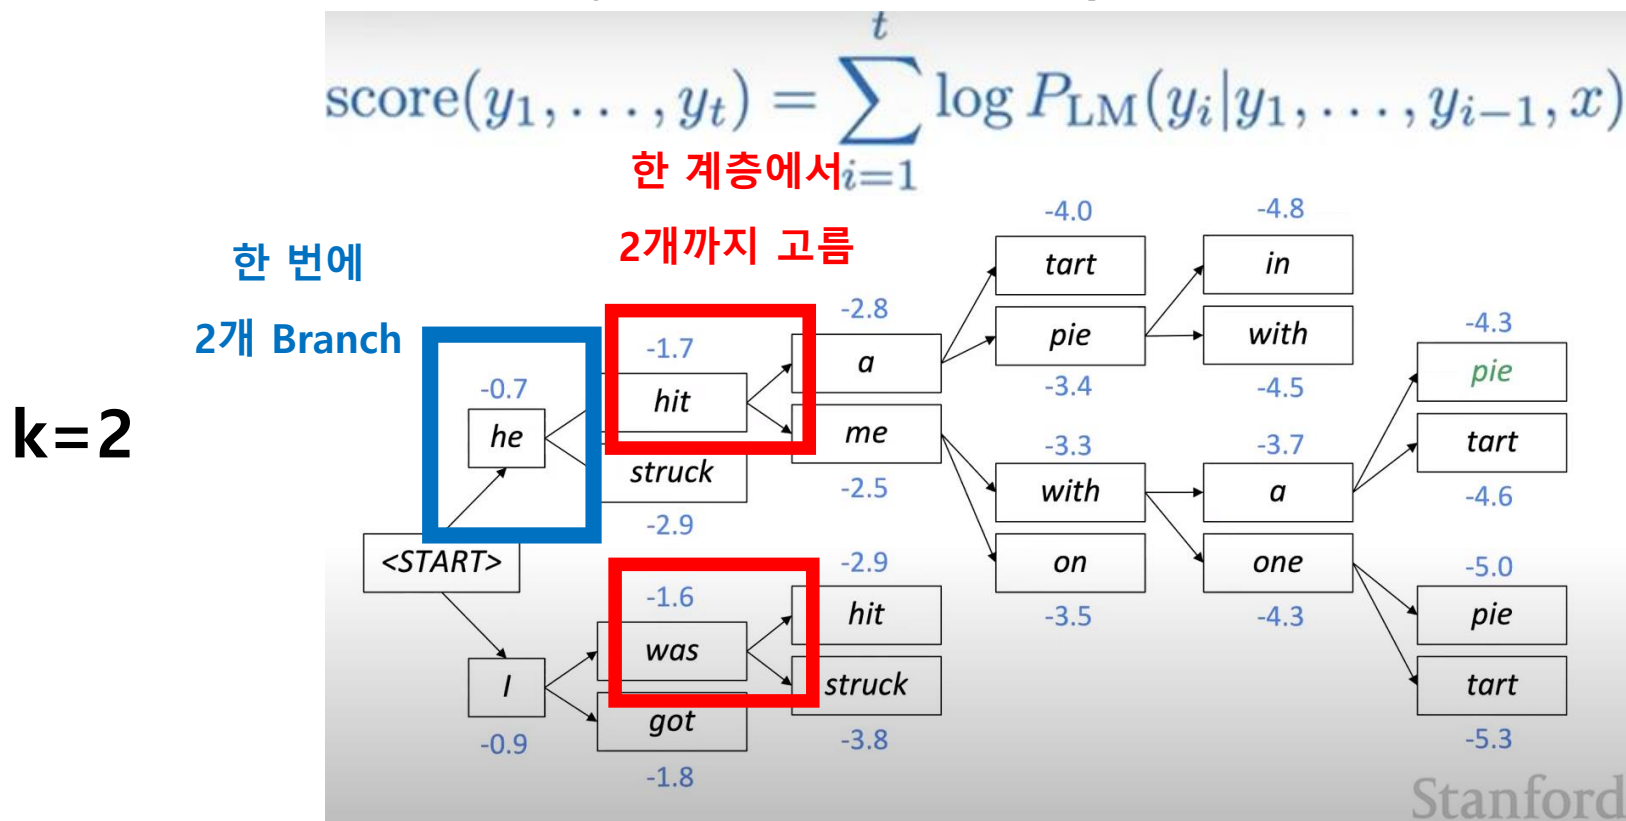 score(y₁, . . . , yₜ) = ∑ᵢ₌₁ᵗ log P_LM(yᵢ|y₁, . . . , yᵢ₋₁, x)
한 계층에서
2개까지 고름
한 번에
2개 Branch
k=2
<START>
-0.7
he
I
-0.9
-1.7
hit
struck
-2.9
-1.6
was
got
-1.8
-2.8
a
me
-2.5
-2.9
hit
struck
-3.8
-4.0
tart
pie
-3.4
-3.3
with
on
-3.5
-4.8
in
with
-4.5
-3.7
a
one
-4.3
-4.3
pie
tart
-4.6
-5.0
pie
tart
-5.3
Stanford